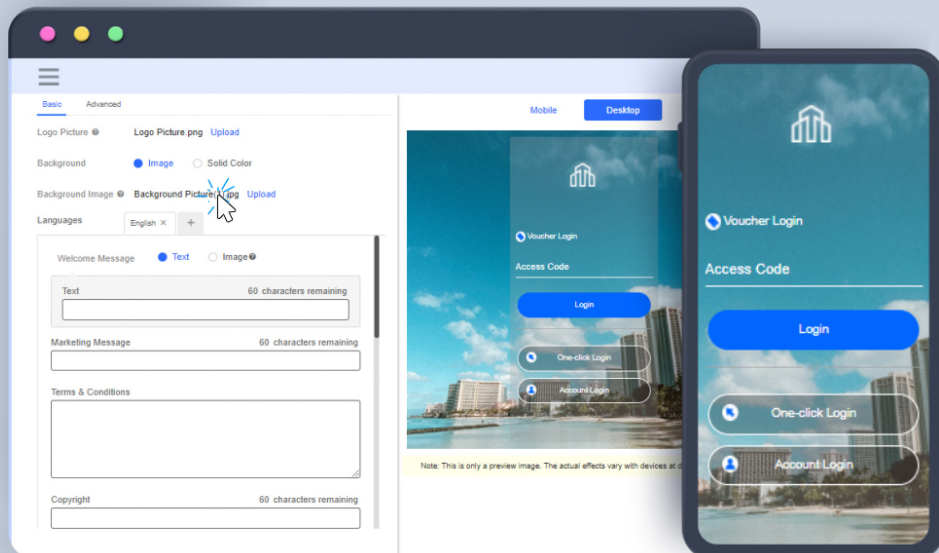 Basic Advanced
Logo Picture Logo Picture.png Upload
Background Image Solid Color
Background Image Background Picture( ).jpg Upload
Languages English × +
Welcome Message Text Image
Text 60 characters remaining
Marketing Message 60 characters remaining
Terms & Conditions
Copyright 60 characters remaining
Mobile Desktop
Voucher Login
Access Code
Login
One-click Login
Account Login
Note: This is only a preview image. The actual effects vary with devices at d
Voucher Login
Access Code
Login
One-click Login
Account Login